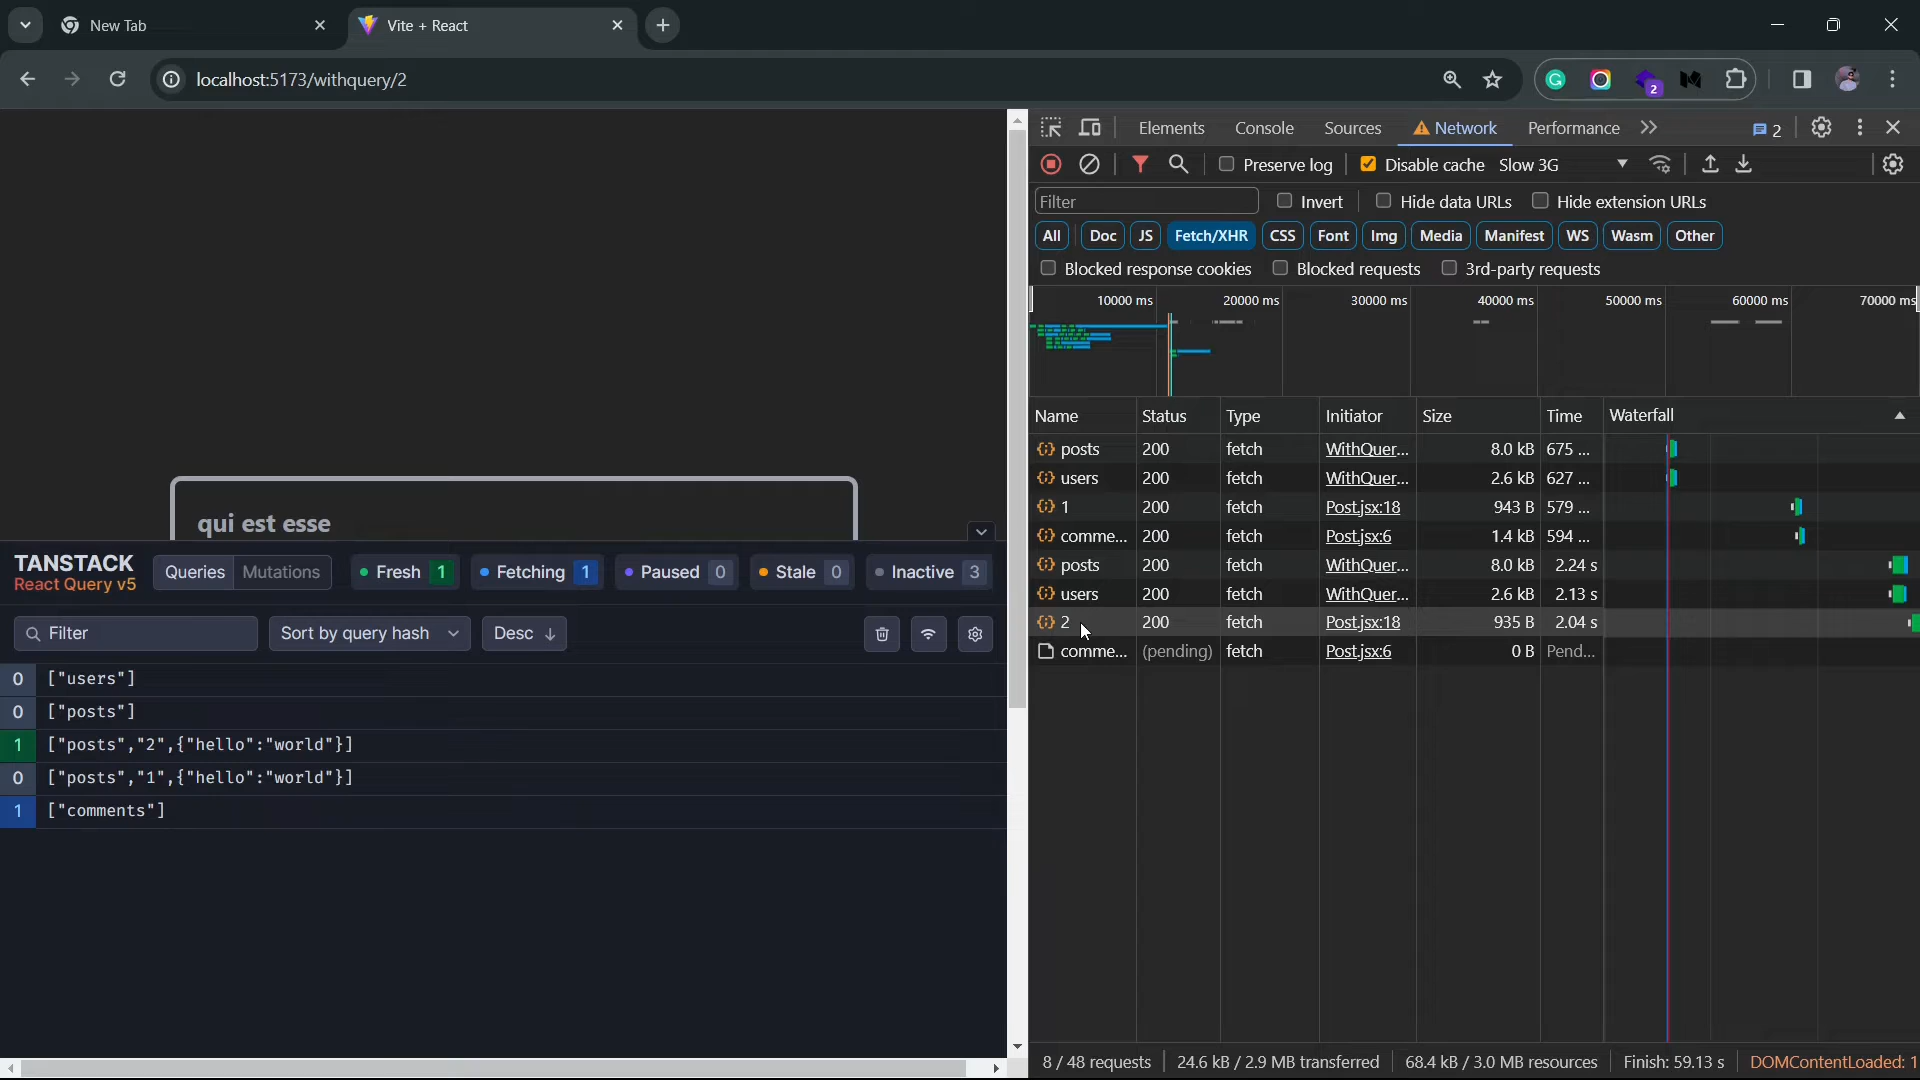 New Tab
Vite + React
localhost:5173/withquery/2
2
Elements Console Sources Network Performance 2
Preserve log Disable cache Slow 3G
Filter Invert Hide data URLs Hide extension URLs
All Doc JS Fetch/XHR CSS Font Img Media Manifest WS Wasm Other
Blocked response cookies Blocked requests 3rd-party requests
10000 ms 20000 ms 30000 ms 40000 ms 50000 ms 60000 ms 70000 ms
Name Status Type Initiator Size Time Waterfall
posts 200 fetch WithQuer... 8.0 kB 675 ...
users 200 fetch WithQuer... 2.6 kB 627 ...
1 200 fetch Post.jsx:18 943 B 579 ...
comme... 200 fetch Post.jsx:6 1.4 kB 594 ...
posts 200 fetch WithQuer... 8.0 kB 2.24 s
users 200 fetch WithQuer... 2.6 kB 2.13 s
2 200 fetch Post.jsx:18 935 B 2.04 s
comme... (pending) fetch Post.jsx:6 0 B Pend...
8 / 48 requests 24.6 kB / 2.9 MB transferred 68.4 kB / 3.0 MB resources Finish: 59.13 s DOMContentLoaded: 1
qui est esse
TANSTACK
React Query v5
Queries Mutations Fresh 1 Fetching 1 Paused 0 Stale 0 Inactive 3
Filter Sort by query hash Desc ↓
0 ["users"]
0 ["posts"]
1 ["posts","2",{"hello":"world"}]
0 ["posts","1",{"hello":"world"}]
1 ["comments"]